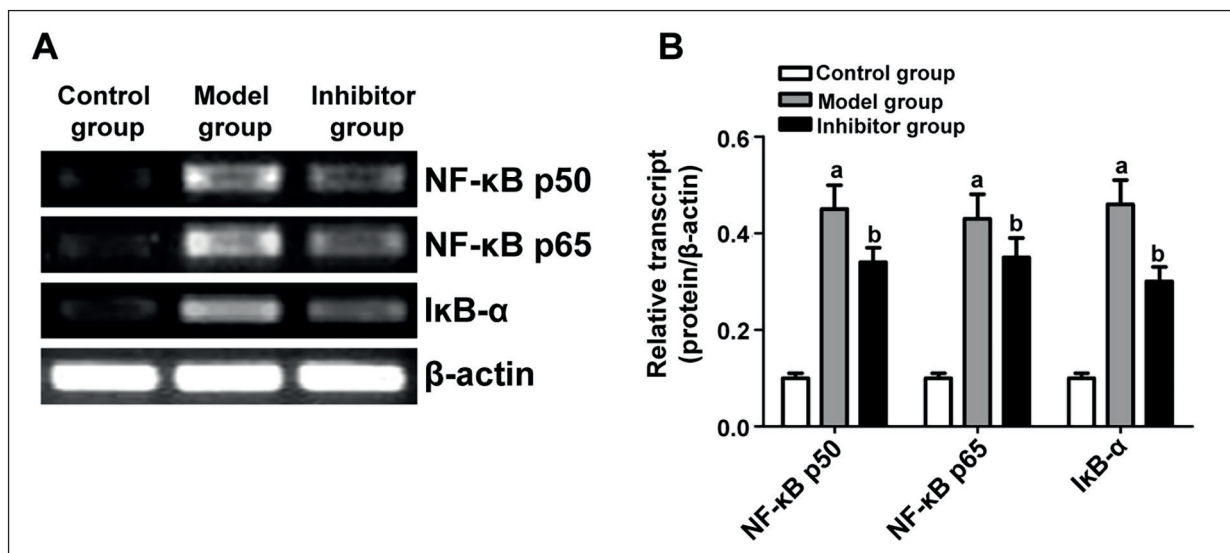 A
Control group
Model group
Inhibitor group
NF-κB p50
NF-κB p65
IκB-α
β-actin
B
Control group
Model group
Inhibitor group
Relative transcript
(protein/β-actin)
0.6
0.4
0.2
0.0
a
b
a
b
a
b
NF-κB p50
NF-κB p65
IκB-α